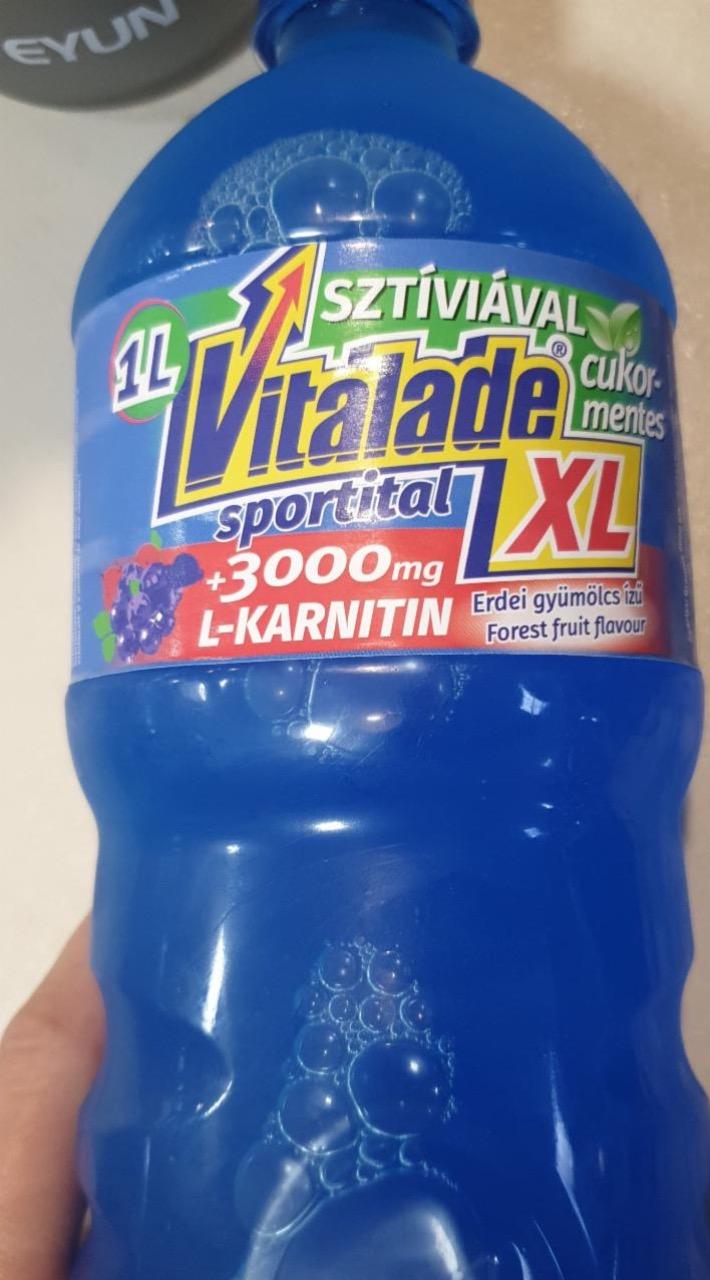 EYUN
SZTÍVIÁVAL
1L
Vitalade®
cukor-
mentes
sportital
XL
+3000mg
L-KARNITIN
Erdei gyümölcs ízű
Forest fruit flavour